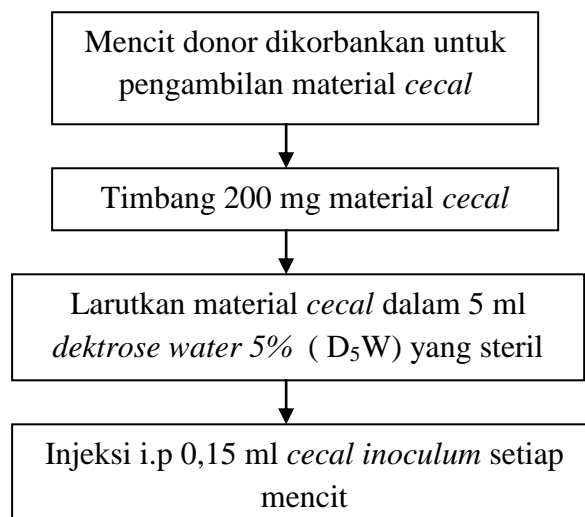 Mencit donor dikorbankan untuk
pengambilan material cecal
Timbang 200 mg material cecal
Larutkan material cecal dalam 5 ml
dektrose water 5% ( D₅W) yang steril
Injeksi i.p 0,15 ml cecal inoculum setiap
mencit